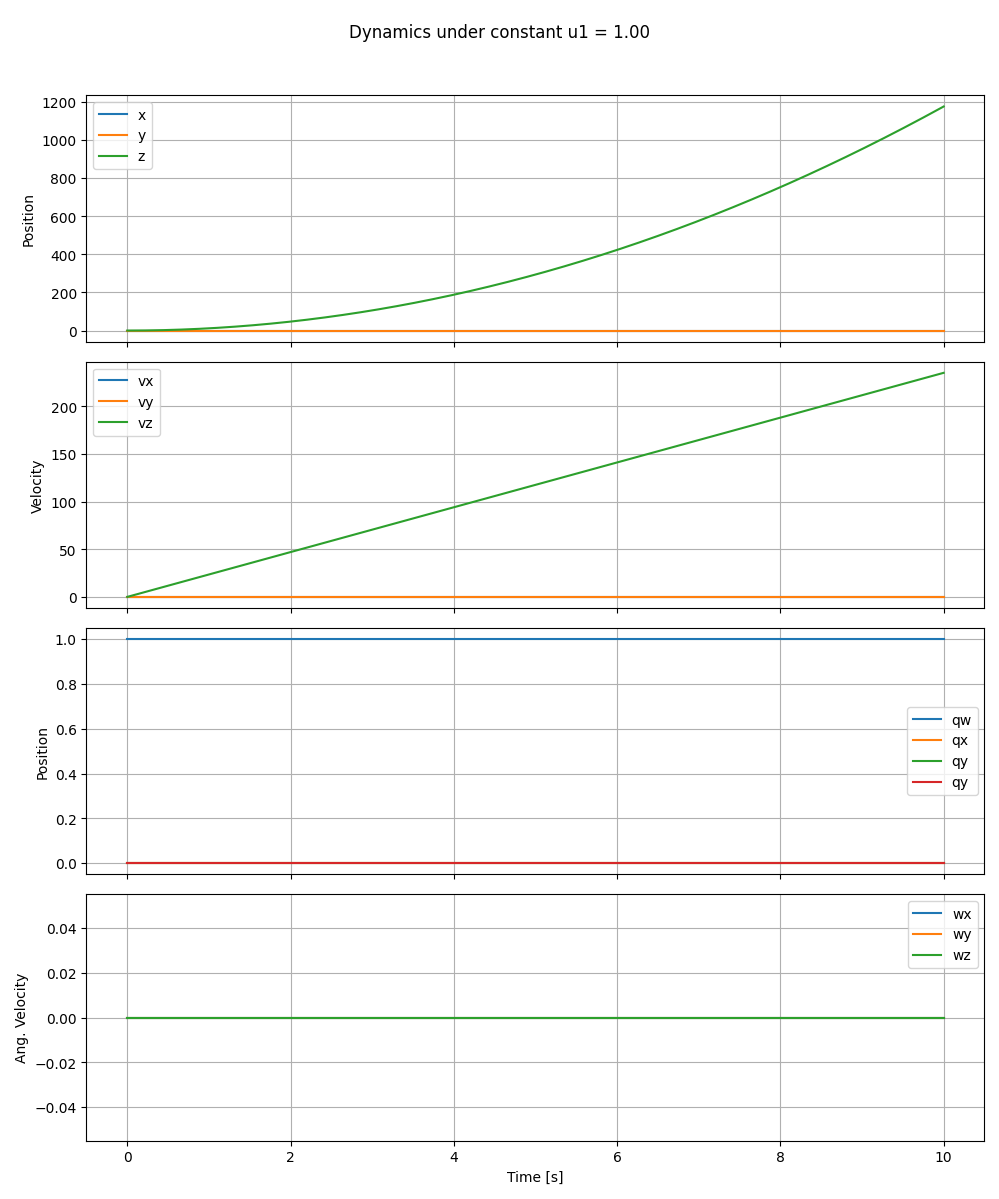 Dynamics under constant u1 = 1.00
1200
1000
800
600
400
200
0
Position
x
y
z
200
150
100
50
0
Velocity
vx
vy
vz
1.0
0.8
0.6
0.4
0.2
0.0
Position
qw
qx
qy
qy
0.04
0.02
0.00
−0.02
−0.04
Ang. Velocity
wx
wy
wz
0 2 4 6 8 10
Time [s]